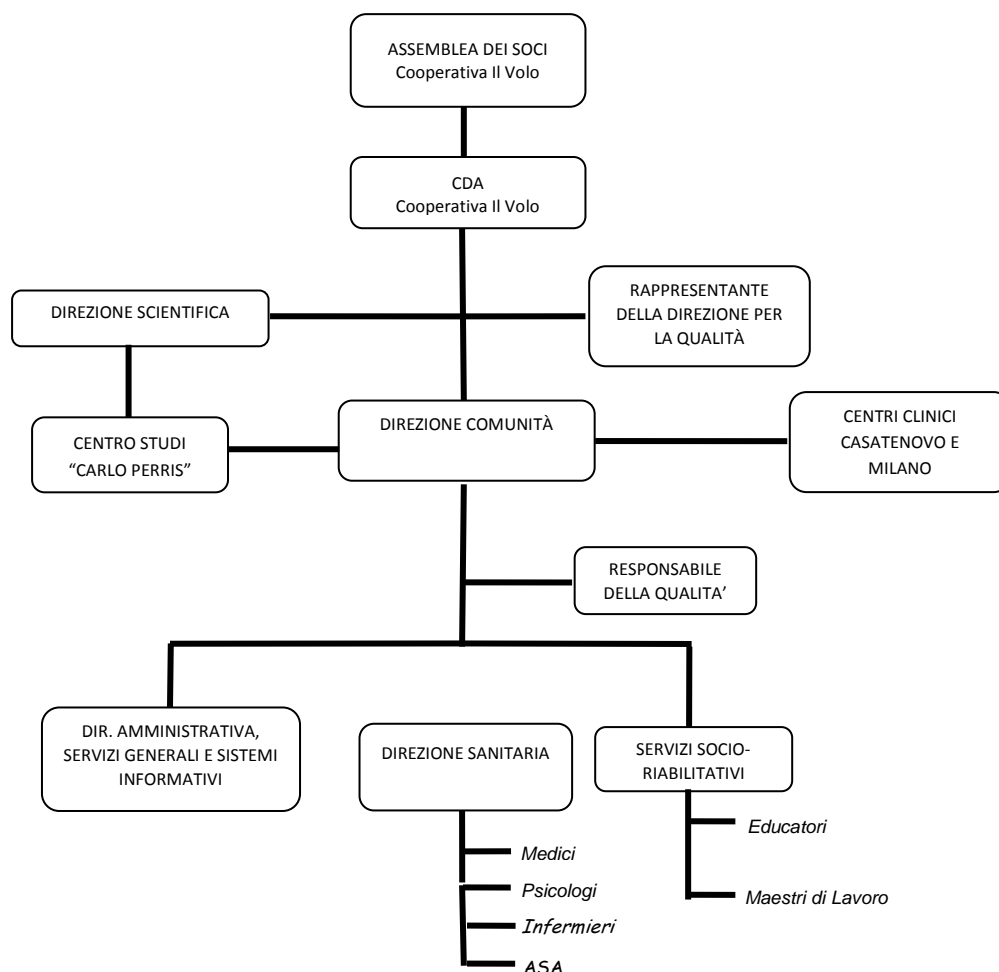 ASSEMBLEA DEI SOCI
Cooperativa Il Volo
CDA
Cooperativa Il Volo
DIREZIONE SCIENTIFICA
RAPPRESENTANTE
DELLA DIREZIONE PER
LA QUALITÀ
CENTRO STUDI
“CARLO PERRIS”
DIREZIONE COMUNITÀ
CENTRI CLINICI
CASATENOVO E
MILANO
RESPONSABILE
DELLA QUALITA’
DIR. AMMINISTRATIVA,
SERVIZI GENERALI E SISTEMI
INFORMATIVI
DIREZIONE SANITARIA
SERVIZI SOCIO-
RIABILITATIVI
Medici
Psicologi
Infermieri
ASA
Educatori
Maestri di Lavoro